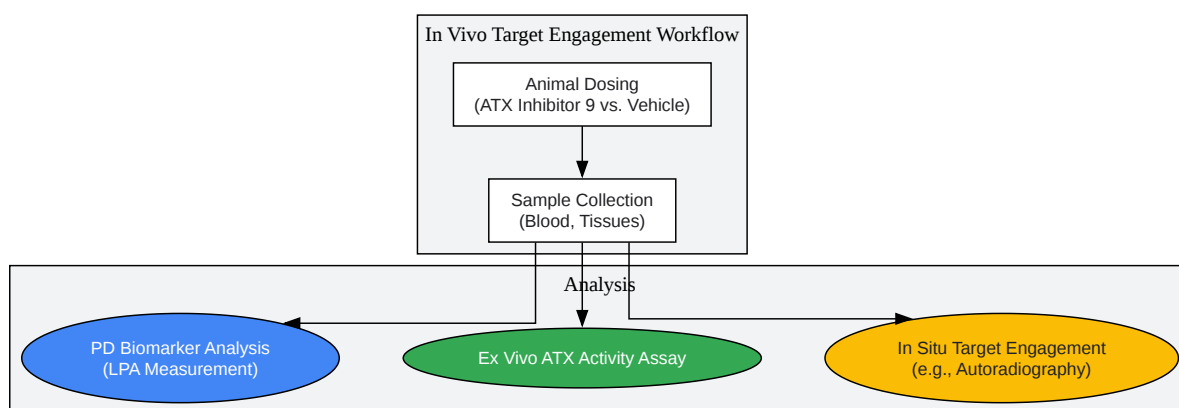 In Vivo Target Engagement Workflow
Animal Dosing
(ATX Inhibitor 9 vs. Vehicle)
Sample Collection
(Blood, Tissues)
Analysis
PD Biomarker Analysis
(LPA Measurement)
Ex Vivo ATX Activity Assay
In Situ Target Engagement
(e.g., Autoradiography)